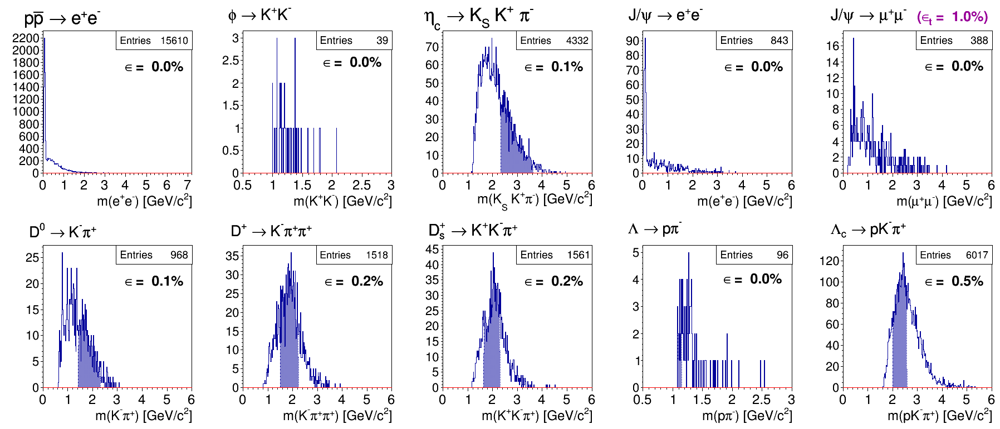 pp̅ → e⁺e⁻
Entries 15610
ϵ = 0.0%
2200
2000
1800
1600
1400
1200
1000
800
600
400
200
0
0 1 2 3 4 5 6 7
m(e⁺e⁻) [GeV/c²]
ϕ → K⁺K⁻
Entries 39
ϵ = 0.0%
3
2.5
2
1.5
1
0.5
0
0.5 1 1.5 2 2.5 3
m(K⁺K⁻) [GeV/c²]
η_c → K_S K⁺ π⁻
Entries 4332
ϵ = 0.1%
70
60
50
40
30
20
10
0
0 1 2 3 4 5 6
m(K_S K⁺π⁻) [GeV/c²]
J/ψ → e⁺e⁻
Entries 843
ϵ = 0.0%
90
80
70
60
50
40
30
20
10
0
0 1 2 3 4 5 6
m(e⁺e⁻) [GeV/c²]
J/ψ → μ⁺μ⁻ (ϵ_t = 1.0%)
Entries 388
ϵ = 0.0%
16
14
12
10
8
6
4
2
0
0 1 2 3 4 5 6
m(μ⁺μ⁻) [GeV/c²]
D⁰ → K⁻π⁺
Entries 968
ϵ = 0.1%
25
20
15
10
5
0
0 1 2 3 4 5 6
m(K⁻π⁺) [GeV/c²]
D⁺ → K⁻π⁺π⁺
Entries 1518
ϵ = 0.2%
35
30
25
20
15
10
5
0
0 1 2 3 4 5 6
m(K⁻π⁺π⁺) [GeV/c²]
D_s⁺ → K⁺K⁻π⁺
Entries 1561
ϵ = 0.2%
45
40
35
30
25
20
15
10
5
0
0 1 2 3 4 5 6
m(K⁺K⁻π⁺) [GeV/c²]
Λ → pπ⁻
Entries 96
ϵ = 0.0%
5
4
3
2
1
0
0.5 1 1.5 2 2.5 3
m(pπ⁻) [GeV/c²]
Λ_c → pK⁻π⁺
Entries 6017
ϵ = 0.5%
120
100
80
60
40
20
0
0 1 2 3 4 5 6
m(pK⁻π⁺) [GeV/c²]